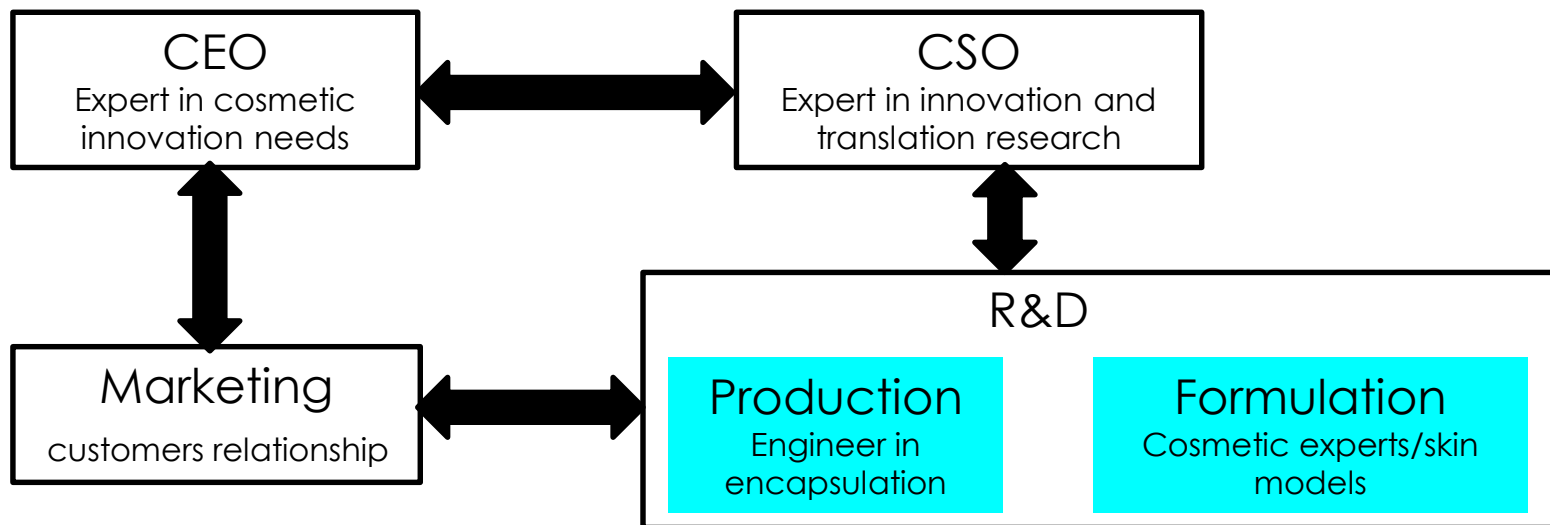 CEO
Expert in cosmetic
innovation needs
CSO
Expert in innovation and
translation research
Marketing
customers relationship
R&D
Production
Engineer in
encapsulation
Formulation
Cosmetic experts/skin
models